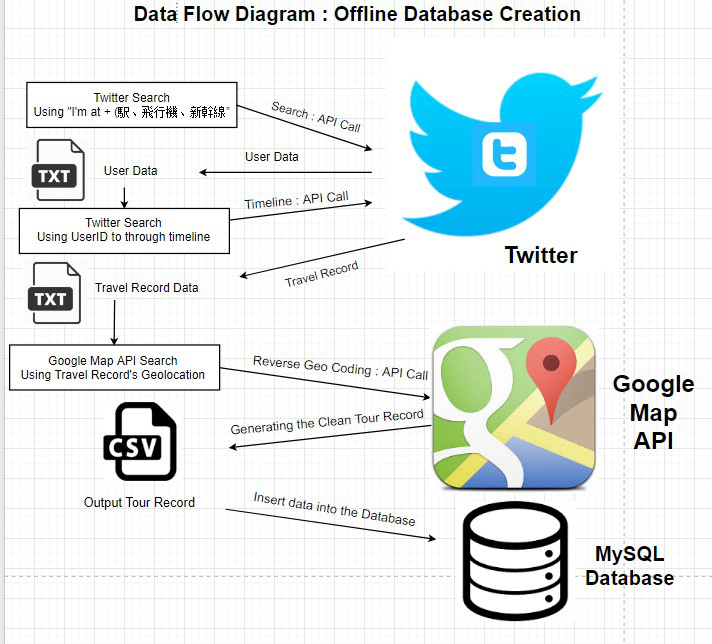 Data Flow Diagram : Offline Database Creation
Twitter Search
Using "I'm at + (駅、飛行機、新幹線"
Search : API Call
TXT
User Data
User Data
Timeline : API Call
Twitter Search
Using UserID to through timeline
Twitter
Travel Record
TXT
Travel Record Data
Google Map API Search
Using Travel Record's Geolocation
Reverse Geo Coding : API Call
Google
Map
API
Generating the Clean Tour Record
CSV
Output Tour Record
Insert data into the Database
MySQL
Database